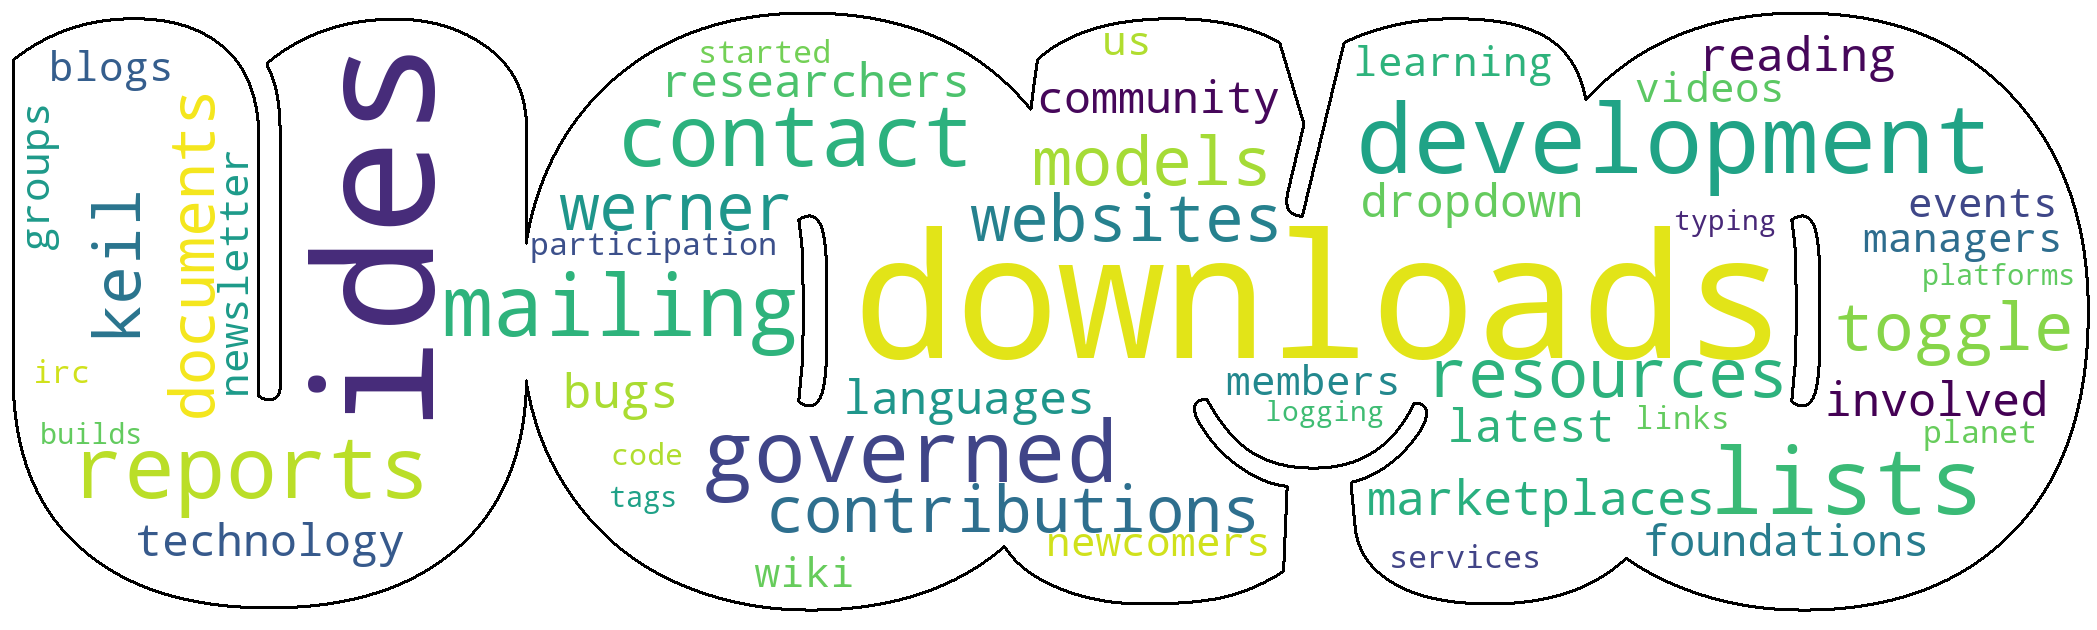 blogs
groups
keil
documents
newsletter
irc
builds
reports
technology
ides
started
researchers
contact
werner
participation
mailing
bugs
code
tags
wiki
us
community
models
websites
downloads
languages
governed
contributions
newcomers
members
logging
learning
reading
videos
development
dropdown
typing
events
managers
platforms
toggle
resources
involved
latest
links
planet
lists
marketplaces
foundations
services